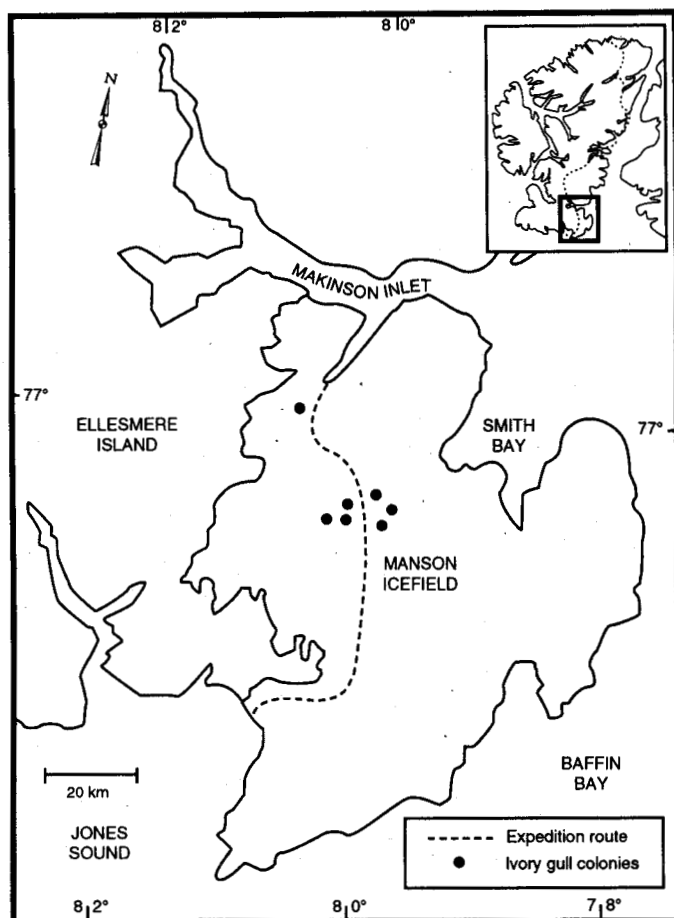 8|2°
8|0°
N
MAKINSON INLET
77°
ELLESMERE
ISLAND
SMITH
BAY
77°
MANSON
ICEFIELD
20 km
BAFFIN
BAY
JONES
SOUND
Expedition route
Ivory gull colonies
8|2°
8|0°
7|8°